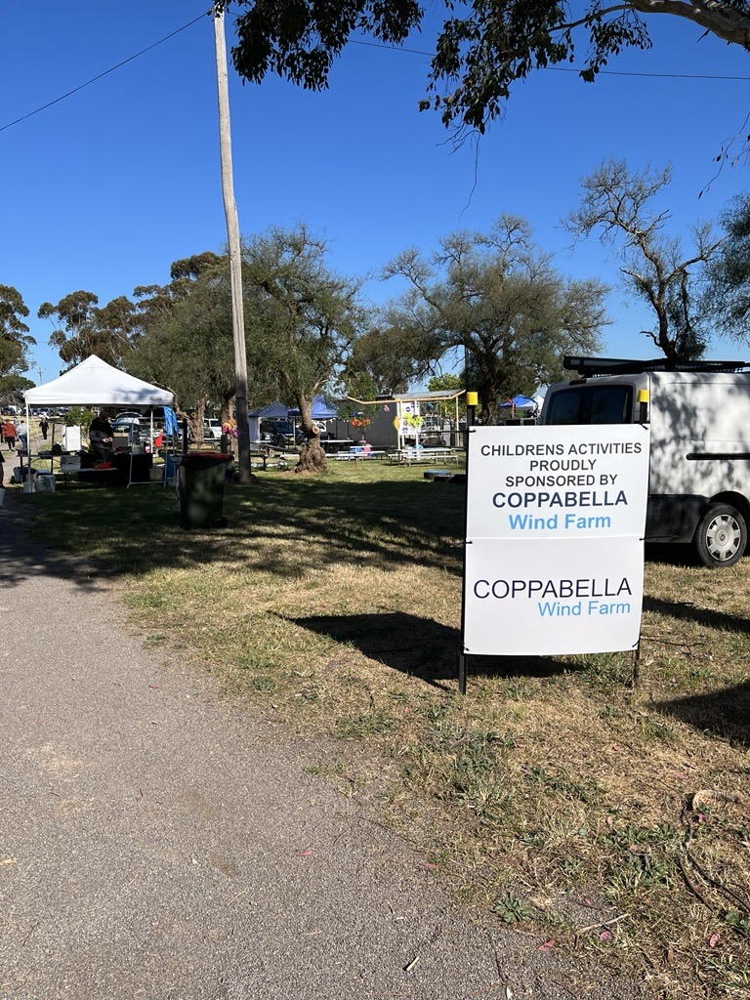 CHILDRENS ACTIVITIES
PROUDLY
SPONSORED BY
COPPABELLA
Wind Farm
COPPABELLA
Wind Farm